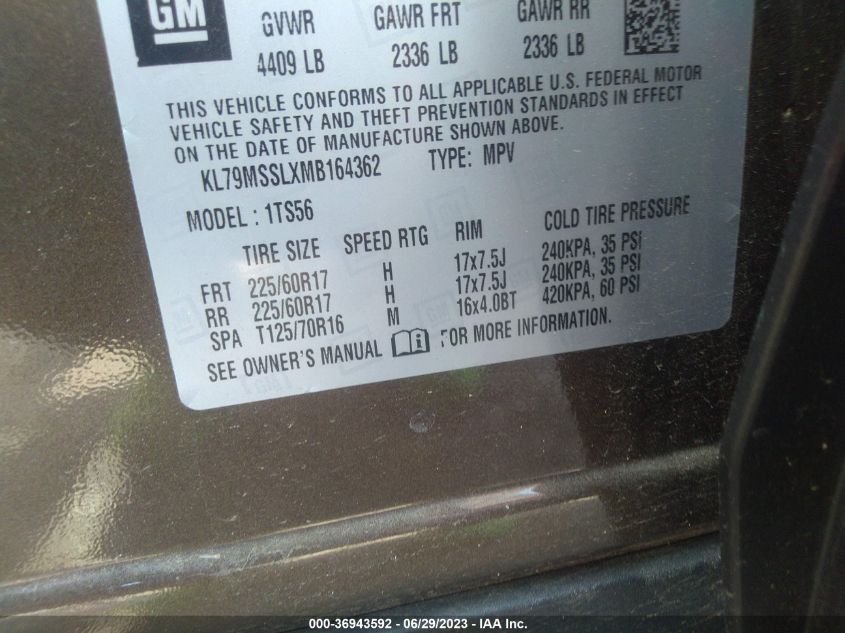 GM
GVWR GAWR FRT GAWR RR
4409 LB 2336 LB 2336 LB
THIS VEHICLE CONFORMS TO ALL APPLICABLE U.S. FEDERAL MOTOR
VEHICLE SAFETY AND THEFT PREVENTION STANDARDS IN EFFECT
ON THE DATE OF MANUFACTURE SHOWN ABOVE.
KL79MSSLXMB164362 TYPE: MPV
MODEL : 1TS56
TIRE SIZE SPEED RTG RIM COLD TIRE PRESSURE
FRT 225/60R17 H 17x7.5J 240KPA, 35 PSI
RR 225/60R17 H 17x7.5J 240KPA, 35 PSI
SPA T125/70R16 M 16x4.0BT 420KPA, 60 PSI
SEE OWNER'S MANUAL FOR MORE INFORMATION.
000-36943592 - 06/29/2023 - IAA Inc.